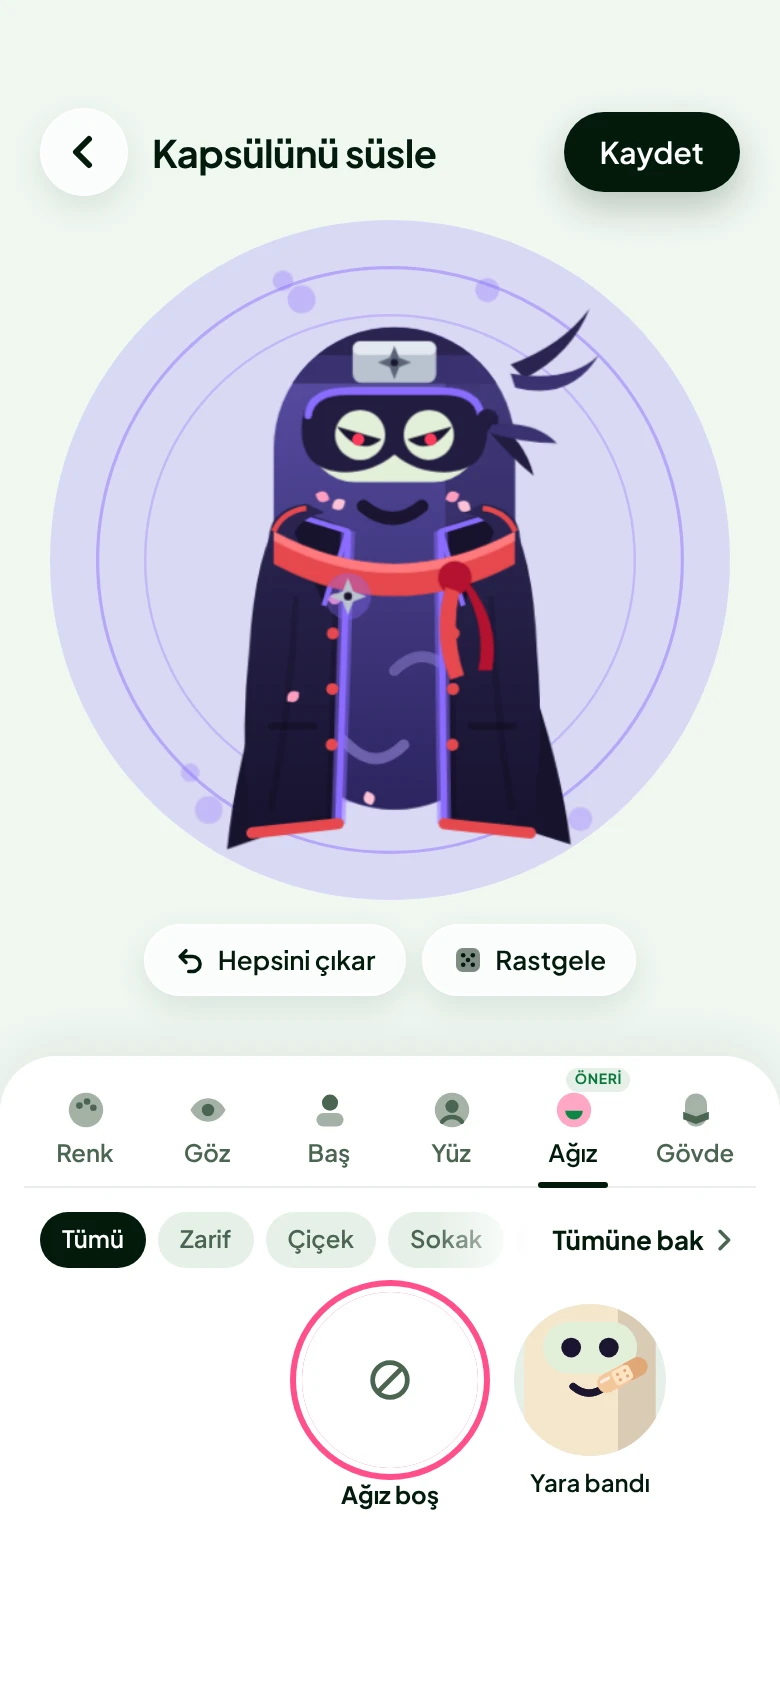 Kapsülünü süsle
Kaydet
Hepsini çıkar
Rastgele
ÖNERİ
Renk
Göz
Baş
Yüz
Ağız
Gövde
Tümü
Zarif
Çiçek
Sokak
Tümüne bak
Ağız boş
Yara bandı